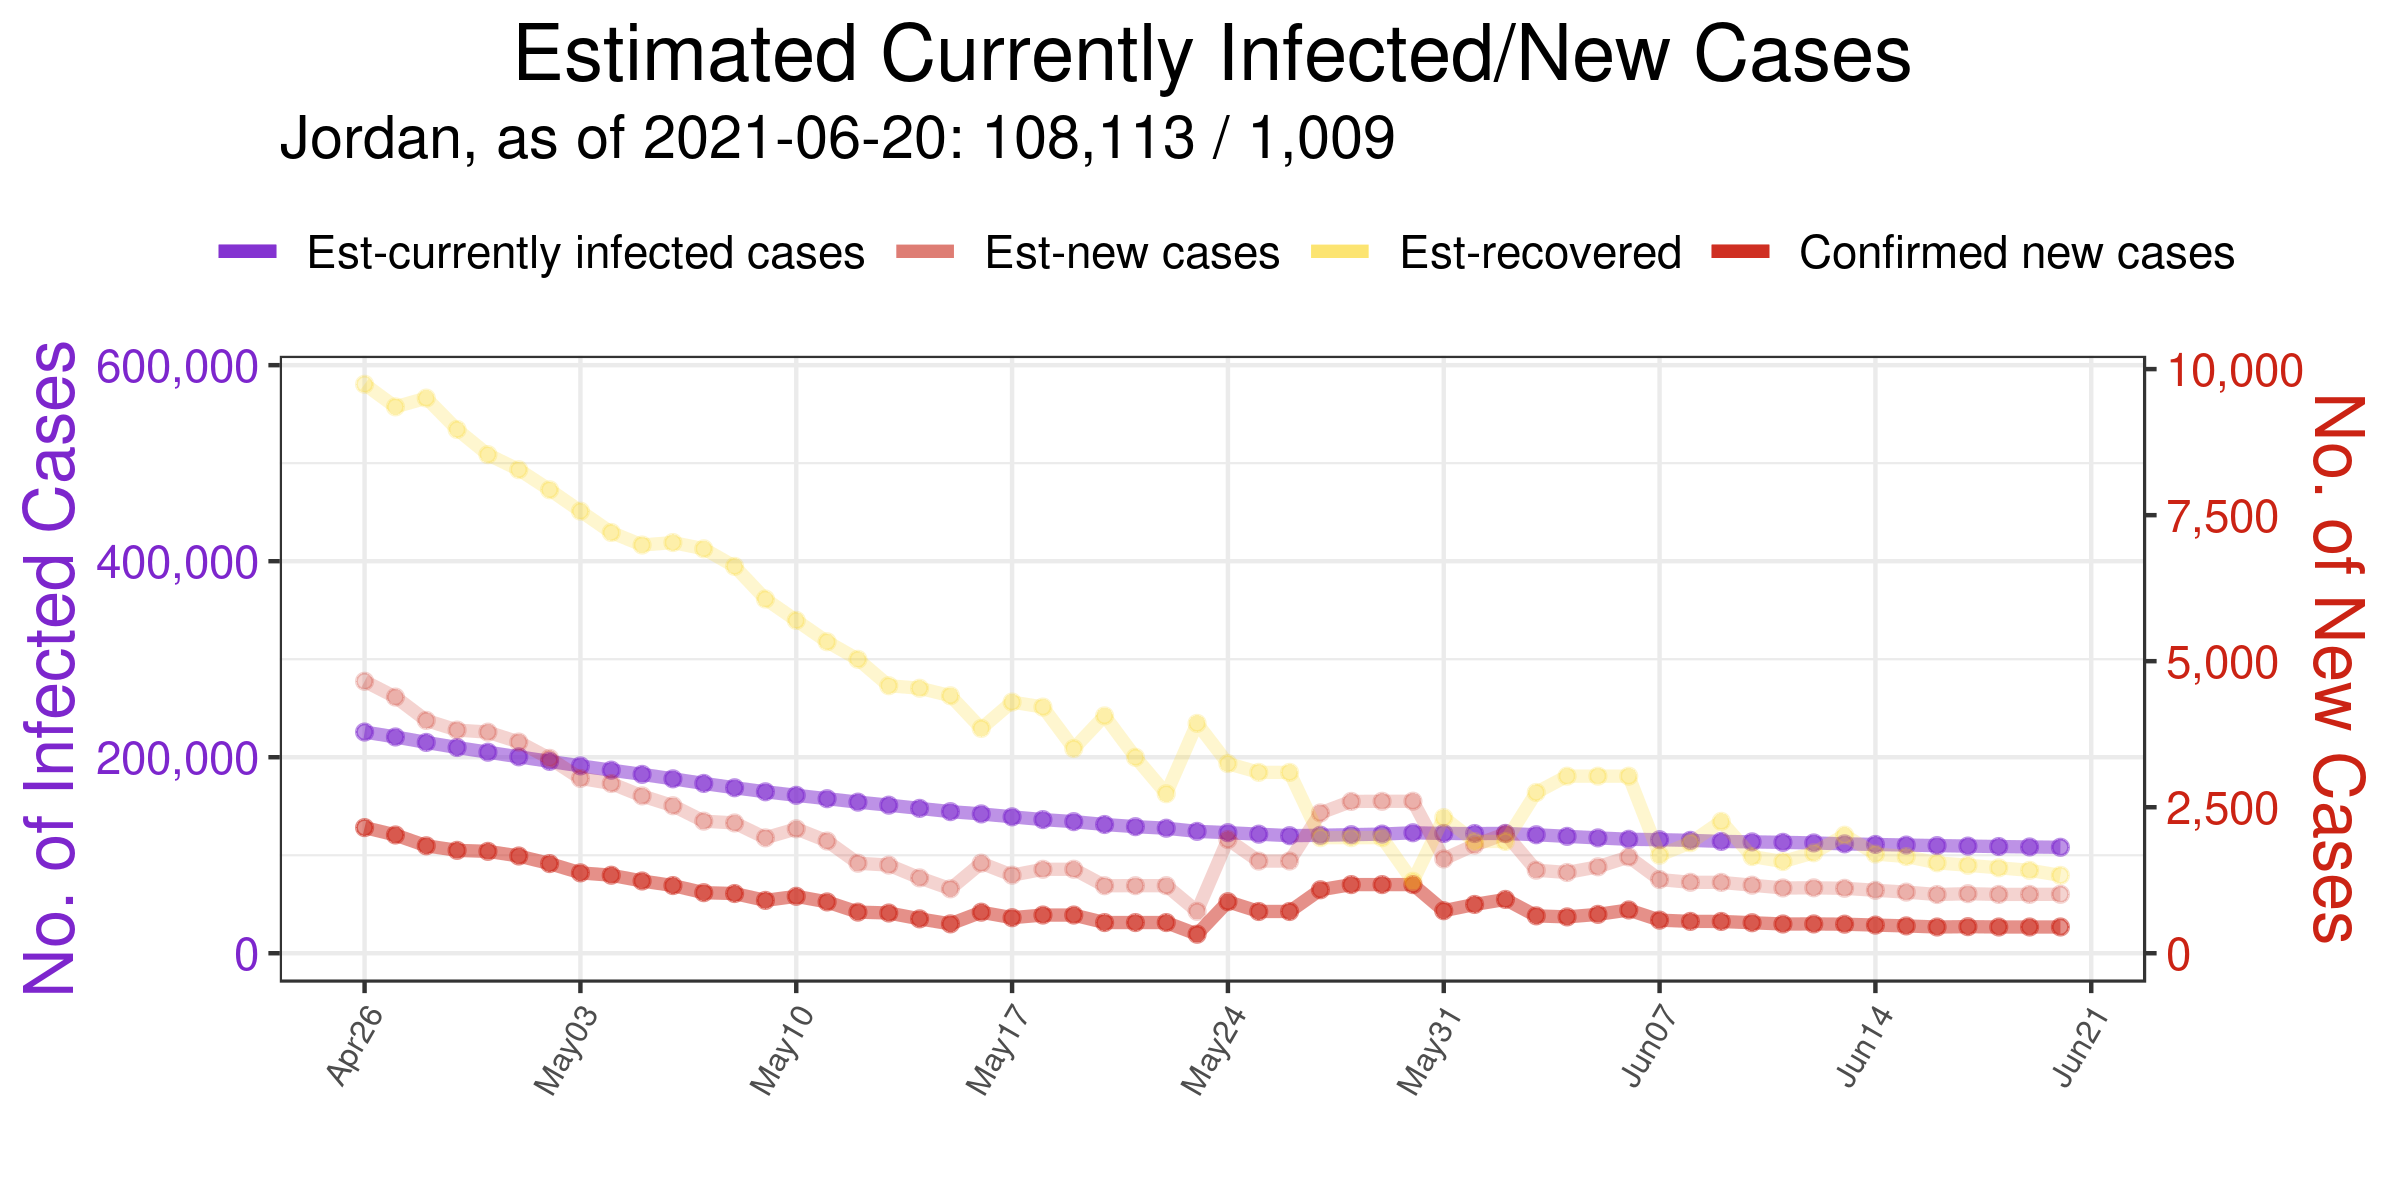 Estimated Currently Infected/New Cases
Jordan, as of 2021-06-20: 108,113 / 1,009
Est-currently infected cases Est-new cases Est-recovered Confirmed new cases
No. of Infected Cases
600,000
400,000
200,000
0
10,000
7,500
5,000
2,500
0
No. of New Cases
Apr26 May03 May10 May17 May24 May31 Jun07 Jun14 Jun21